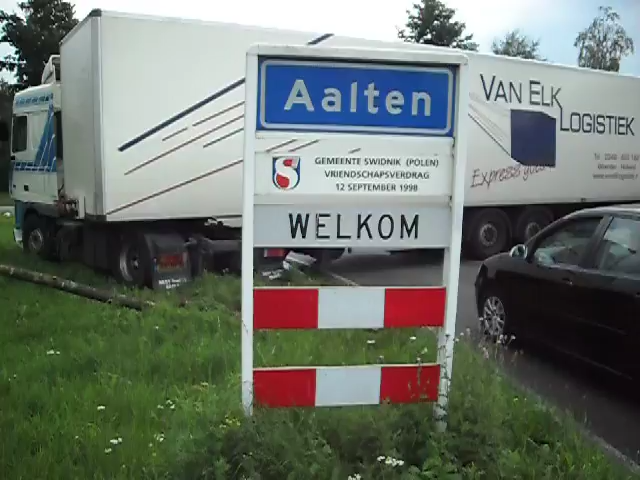 Aalten
GEMEENTE SWIDNIK (POLEN)
VRIENDSCHAPSVERDRAG
12 SEPTEMBER 1998
WELKOM
VAN ELK
LOGISTIEK
Express